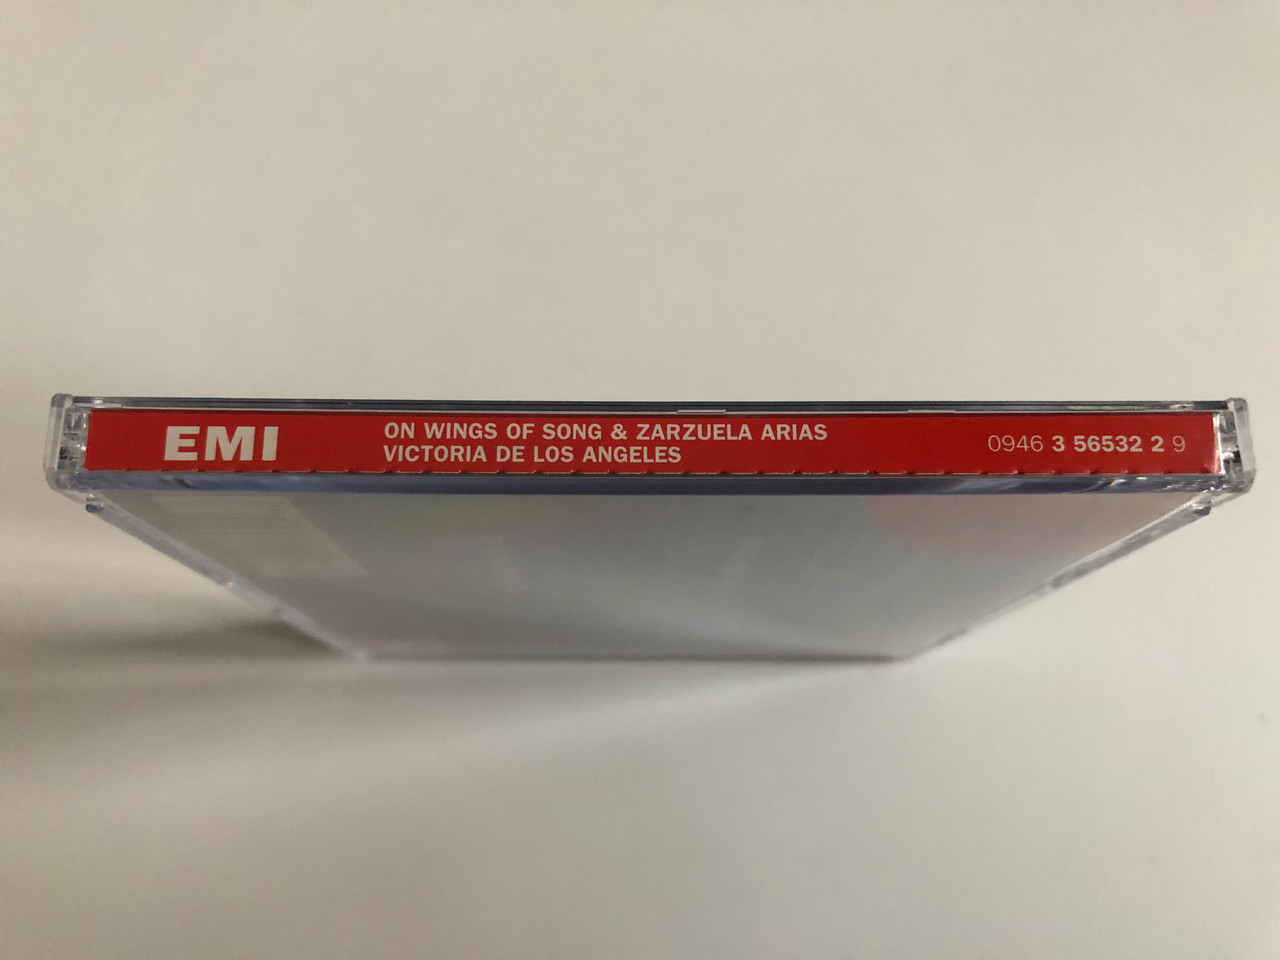 EMI
ON WINGS OF SONG & ZARZUELA ARIAS
VICTORIA DE LOS ANGELES
0946 3 56532 2 9